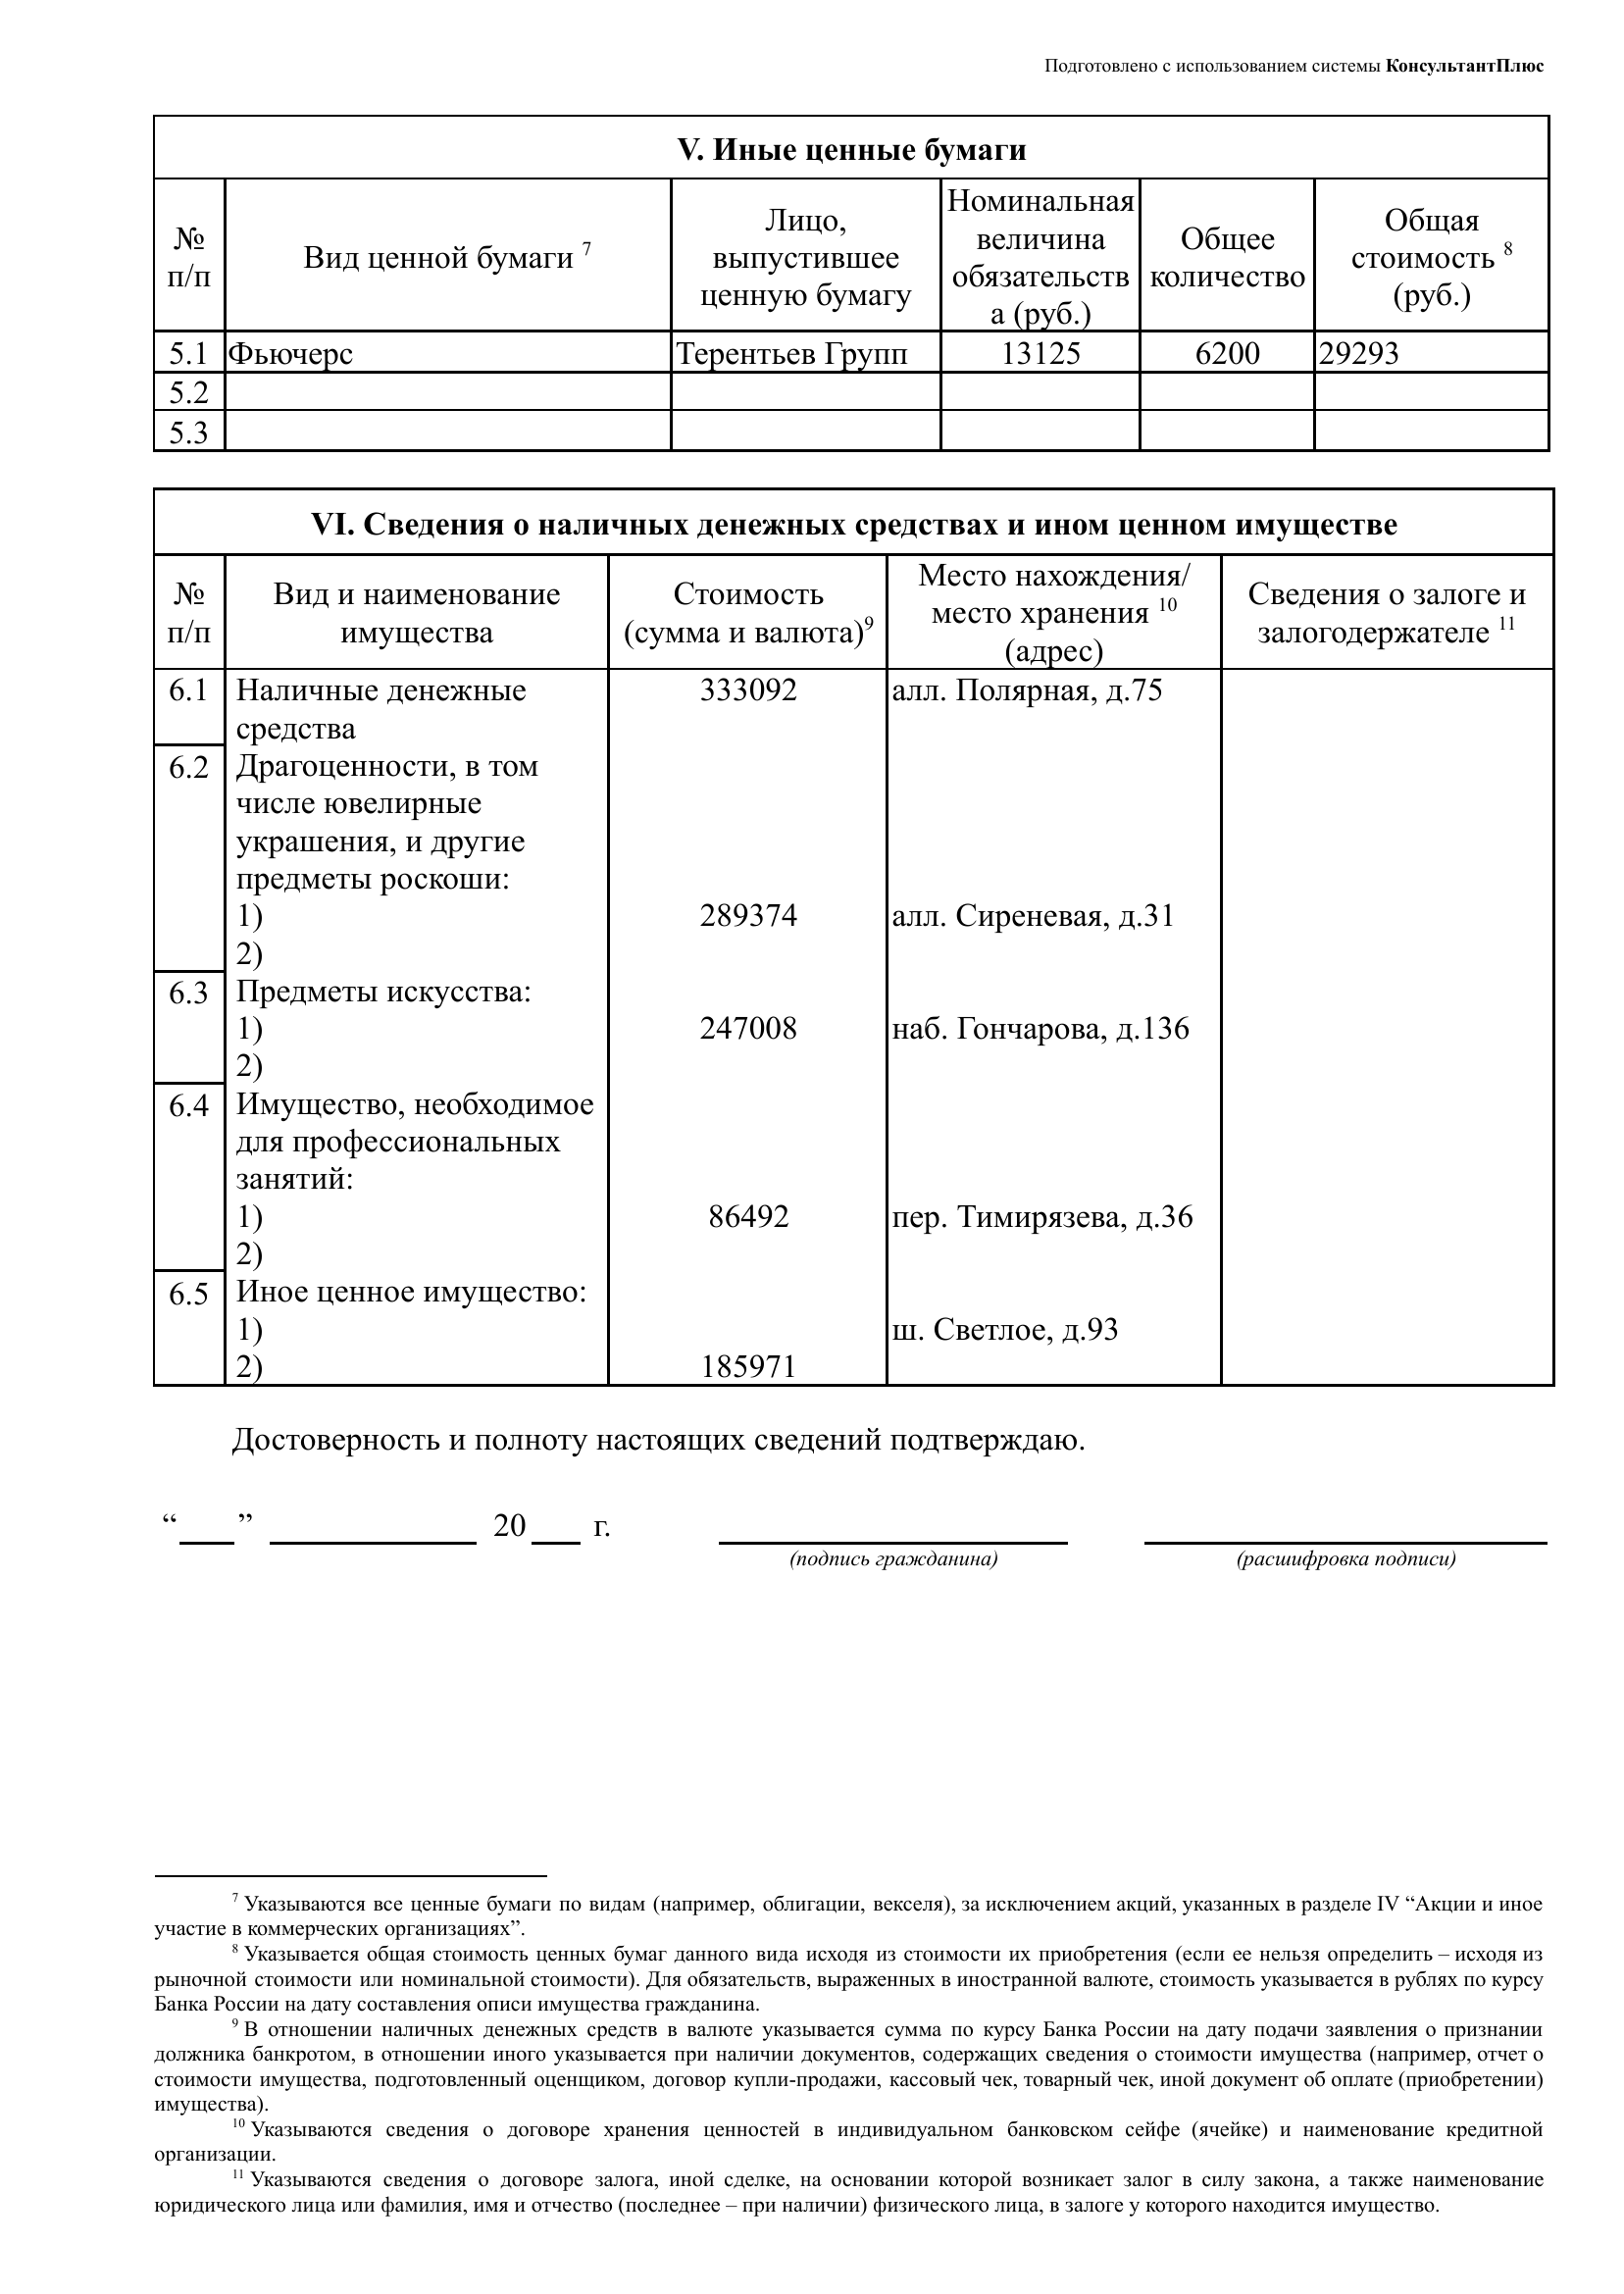 Подготовлено с использованием системы КонсультантПлюс
V. Иные ценные бумаги
№
п/п
Вид ценной бумаги 7
Лицо,
выпустившее
ценную бумагу
Номинальная
величина
обязательств
а (руб.)
Общее
количество
Общая
стоимость 8
(руб.)
5.1 Фьючерс Терентьев Групп 13125 6200 29293
5.2
5.3
VI. Сведения о наличных денежных средствах и ином ценном имуществе
№
п/п
Вид и наименование
имущества
Стоимость
(сумма и валюта)9
Место нахождения/
место хранения 10
(адрес)
Сведения о залоге и
залогодержателе 11
6.1 Наличные денежные 333092 алл. Полярная, д.75
средства
6.2 Драгоценности, в том
числе ювелирные
украшения, и другие
предметы роскоши:
1) 289374 алл. Сиреневая, д.31
2)
6.3 Предметы искусства:
1) 247008 наб. Гончарова, д.136
2)
6.4 Имущество, необходимое
для профессиональных
занятий:
1) 86492 пер. Тимирязева, д.36
2)
6.5 Иное ценное имущество:
1) ш. Светлое, д.93
2) 185971
Достоверность и полноту настоящих сведений подтверждаю.
“ ” 20 г.
(подпись гражданина) (расшифровка подписи)
7 Указываются все ценные бумаги по видам (например, облигации, векселя), за исключением акций, указанных в разделе IV “Акции и иное
участие в коммерческих организациях”.
8 Указывается общая стоимость ценных бумаг данного вида исходя из стоимости их приобретения (если ее нельзя определить – исходя из
рыночной стоимости или номинальной стоимости). Для обязательств, выраженных в иностранной валюте, стоимость указывается в рублях по курсу
Банка России на дату составления описи имущества гражданина.
9 В отношении наличных денежных средств в валюте указывается сумма по курсу Банка России на дату подачи заявления о признании
должника банкротом, в отношении иного указывается при наличии документов, содержащих сведения о стоимости имущества (например, отчет о
стоимости имущества, подготовленный оценщиком, договор купли-продажи, кассовый чек, товарный чек, иной документ об оплате (приобретении)
имущества).
10 Указываются сведения о договоре хранения ценностей в индивидуальном банковском сейфе (ячейке) и наименование кредитной
организации.
11 Указываются сведения о договоре залога, иной сделке, на основании которой возникает залог в силу закона, а также наименование
юридического лица или фамилия, имя и отчество (последнее – при наличии) физического лица, в залоге у которого находится имущество.